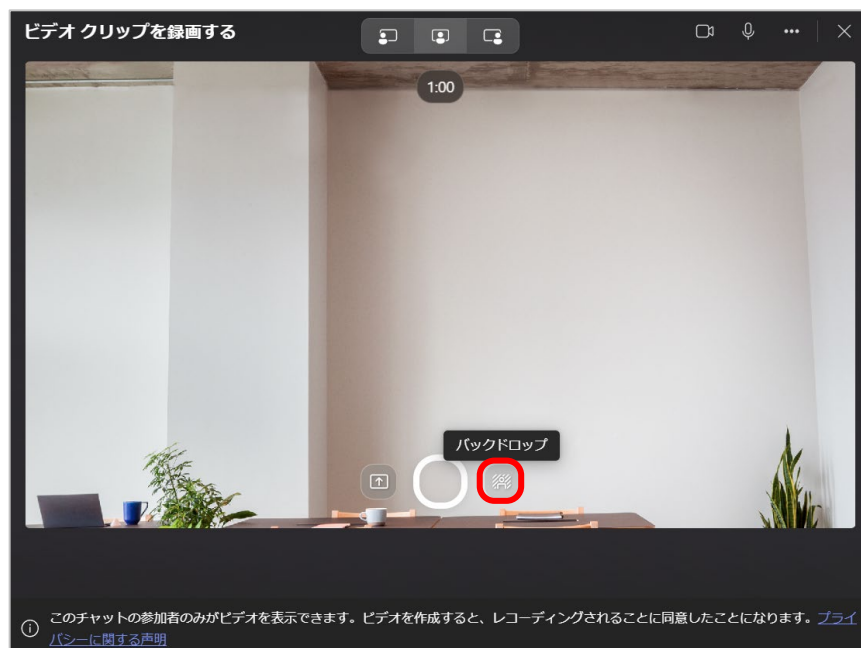 ビデオ クリップを録画する
1:00
バックドロップ
このチャットの参加者のみがビデオを表示できます。ビデオを作成すると、レコーディングされることに同意したことになります。プライ
バシーに関する声明